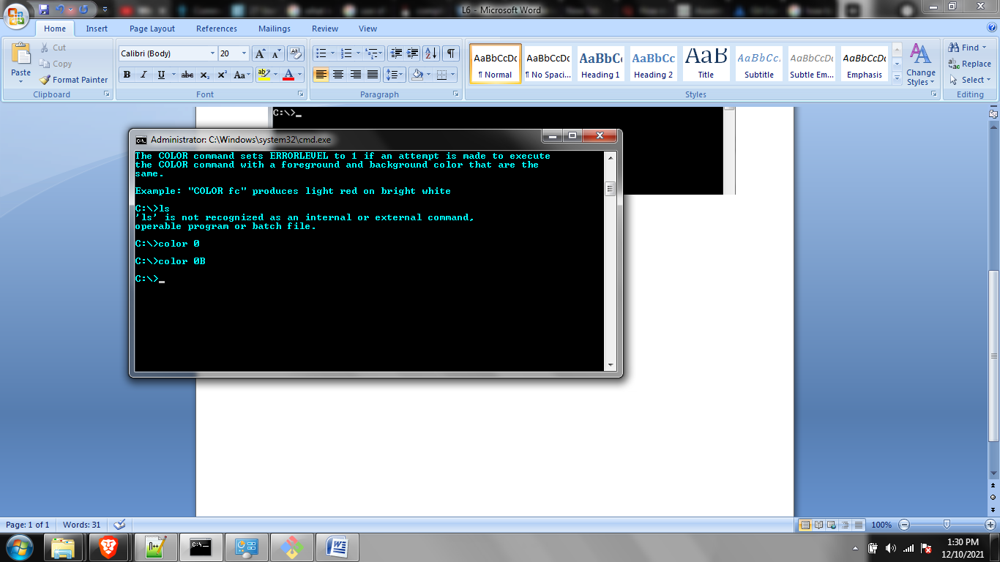 L6 - Microsoft Word
Home Insert Page Layout References Mailings Review View
Paste
Cut
Copy
Format Painter
Clipboard
Calibri (Body) 20
B I U abc x₂ x² Aa
Font
Paragraph
AaBbCcDc AaBbCcDc AaBbC AaBbCc AaB AaBbCc. AaBbCcDc AaBbCcDc
¶ Normal ¶ No Spaci... Heading 1 Heading 2 Title Subtitle Subtle Em... Emphasis
Change
Styles
Styles
Find
Replace
Select
Editing
C:\>_
Administrator: C:\Windows\system32\cmd.exe
The COLOR command sets ERRORLEVEL to 1 if an attempt is made to execute
the COLOR command with a foreground and background color that are the
same.
Example: "COLOR fc" produces light red on bright white
C:\>ls
'ls' is not recognized as an internal or external command,
operable program or batch file.
C:\>color 0
C:\>color 0B
C:\>_
Page: 1 of 1 Words: 31 100%
1:30 PM
12/10/2021